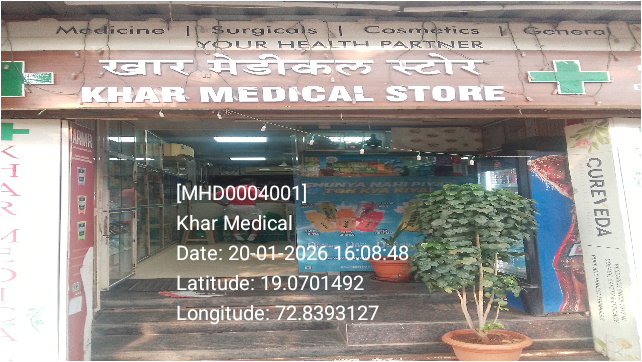 Medicine | Surgicals | Cosmetics | General
YOUR HEALTH PARTNER
खार मेडीकल स्टोर
KHAR MEDICAL STORE
CUREVEDA
[MHD0004001]
Khar Medical
Date: 20-01-2026 16:08:48
Latitude: 19.0701492
Longitude: 72.8393127